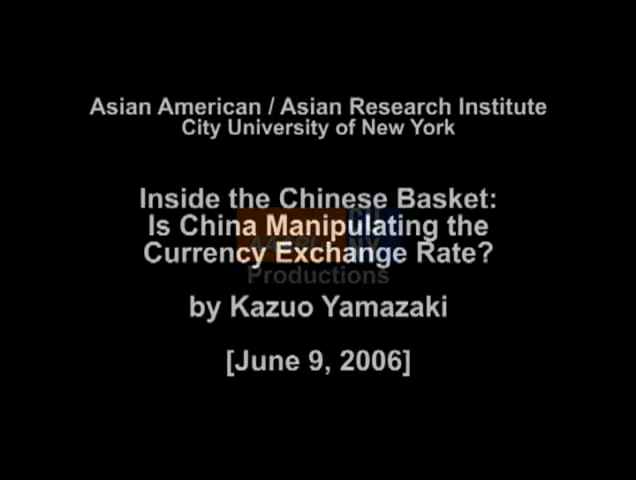 Asian American / Asian Research Institute
City University of New York
Inside the Chinese Basket:
Is China Manipulating the
Currency Exchange Rate?
Productions
by Kazuo Yamazaki
[June 9, 2006]